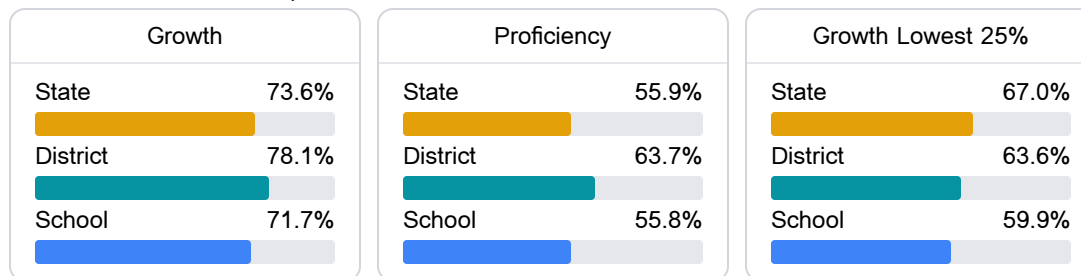 Growth
State 73.6%
District 78.1%
School 71.7%
Proficiency
State 55.9%
District 63.7%
School 55.8%
Growth Lowest 25%
State 67.0%
District 63.6%
School 59.9%